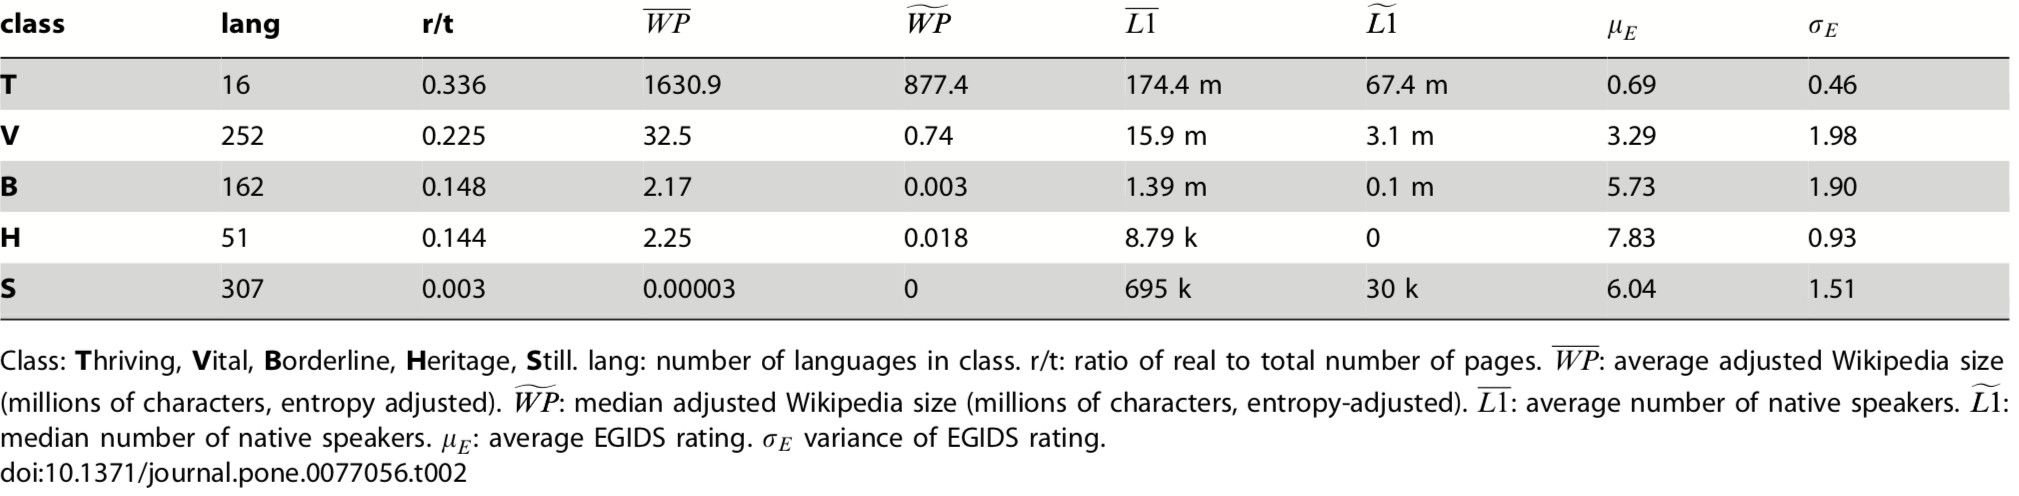 class lang r/t \overline{WP} \widetilde{WP} \overline{L1} \widetilde{L1} μ_E σ_E
T 16 0.336 1630.9 877.4 174.4 m 67.4 m 0.69 0.46
V 252 0.225 32.5 0.74 15.9 m 3.1 m 3.29 1.98
B 162 0.148 2.17 0.003 1.39 m 0.1 m 5.73 1.90
H 51 0.144 2.25 0.018 8.79 k 0 7.83 0.93
S 307 0.003 0.00003 0 695 k 30 k 6.04 1.51
Class: Thriving, Vital, Borderline, Heritage, Still. lang: number of languages in class. r/t: ratio of real to total number of pages. \overline{WP}: average adjusted Wikipedia size
(millions of characters, entropy adjusted). \widetilde{WP}: median adjusted Wikipedia size (millions of characters, entropy-adjusted). \overline{L1}: average number of native speakers. \widetilde{L1}:
median number of native speakers. μ_E: average EGIDS rating. σ_E variance of EGIDS rating.
doi:10.1371/journal.pone.0077056.t002